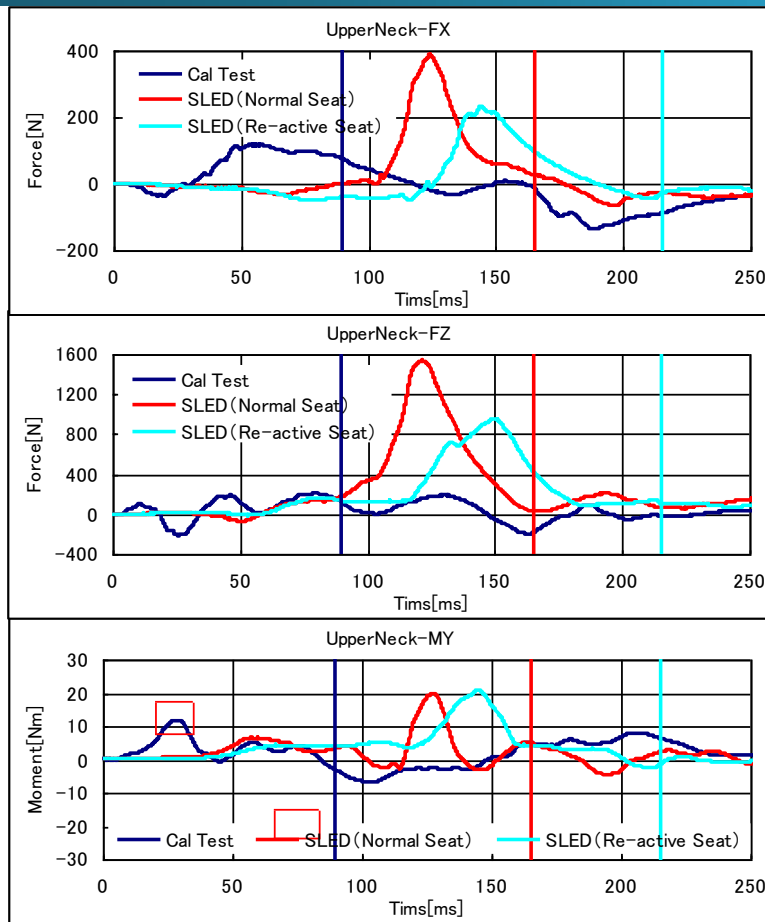 UpperNeck-FX
400
200
0
-200
Force[N]
Cal Test
SLED(Normal Seat)
SLED(Re-active Seat)
0 50 100 150 200 250
Tims[ms]
UpperNeck-FZ
1600
1200
800
400
0
-400
Force[N]
Cal Test
SLED(Normal Seat)
SLED(Re-active Seat)
0 50 100 150 200 250
Tims[ms]
UpperNeck-MY
30
20
10
0
-10
-20
-30
Moment[Nm]
Cal Test SLED(Normal Seat) SLED(Re-active Seat)
0 50 100 150 200 250
Tims[ms]